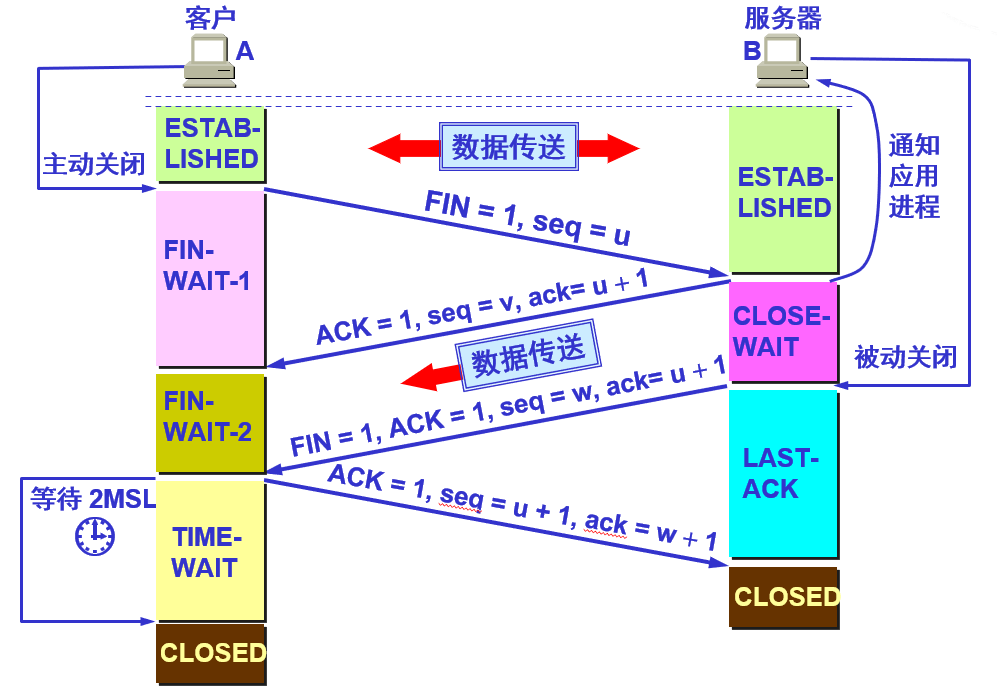 客户
A
服务器
B
ESTAB-
LISHED
数据传送
ESTAB-
LISHED
主动关闭
通知
应用
进程
FIN = 1, seq = u
FIN-
WAIT-1
ACK = 1, seq = v, ack= u + 1
CLOSE-
WAIT
数据传送
被动关闭
FIN = 1, ACK = 1, seq = w, ack= u + 1
FIN-
WAIT-2
LAST-
ACK
ACK = 1, seq = u + 1, ack = w + 1
等待 2MSL
TIME-
WAIT
CLOSED
CLOSED